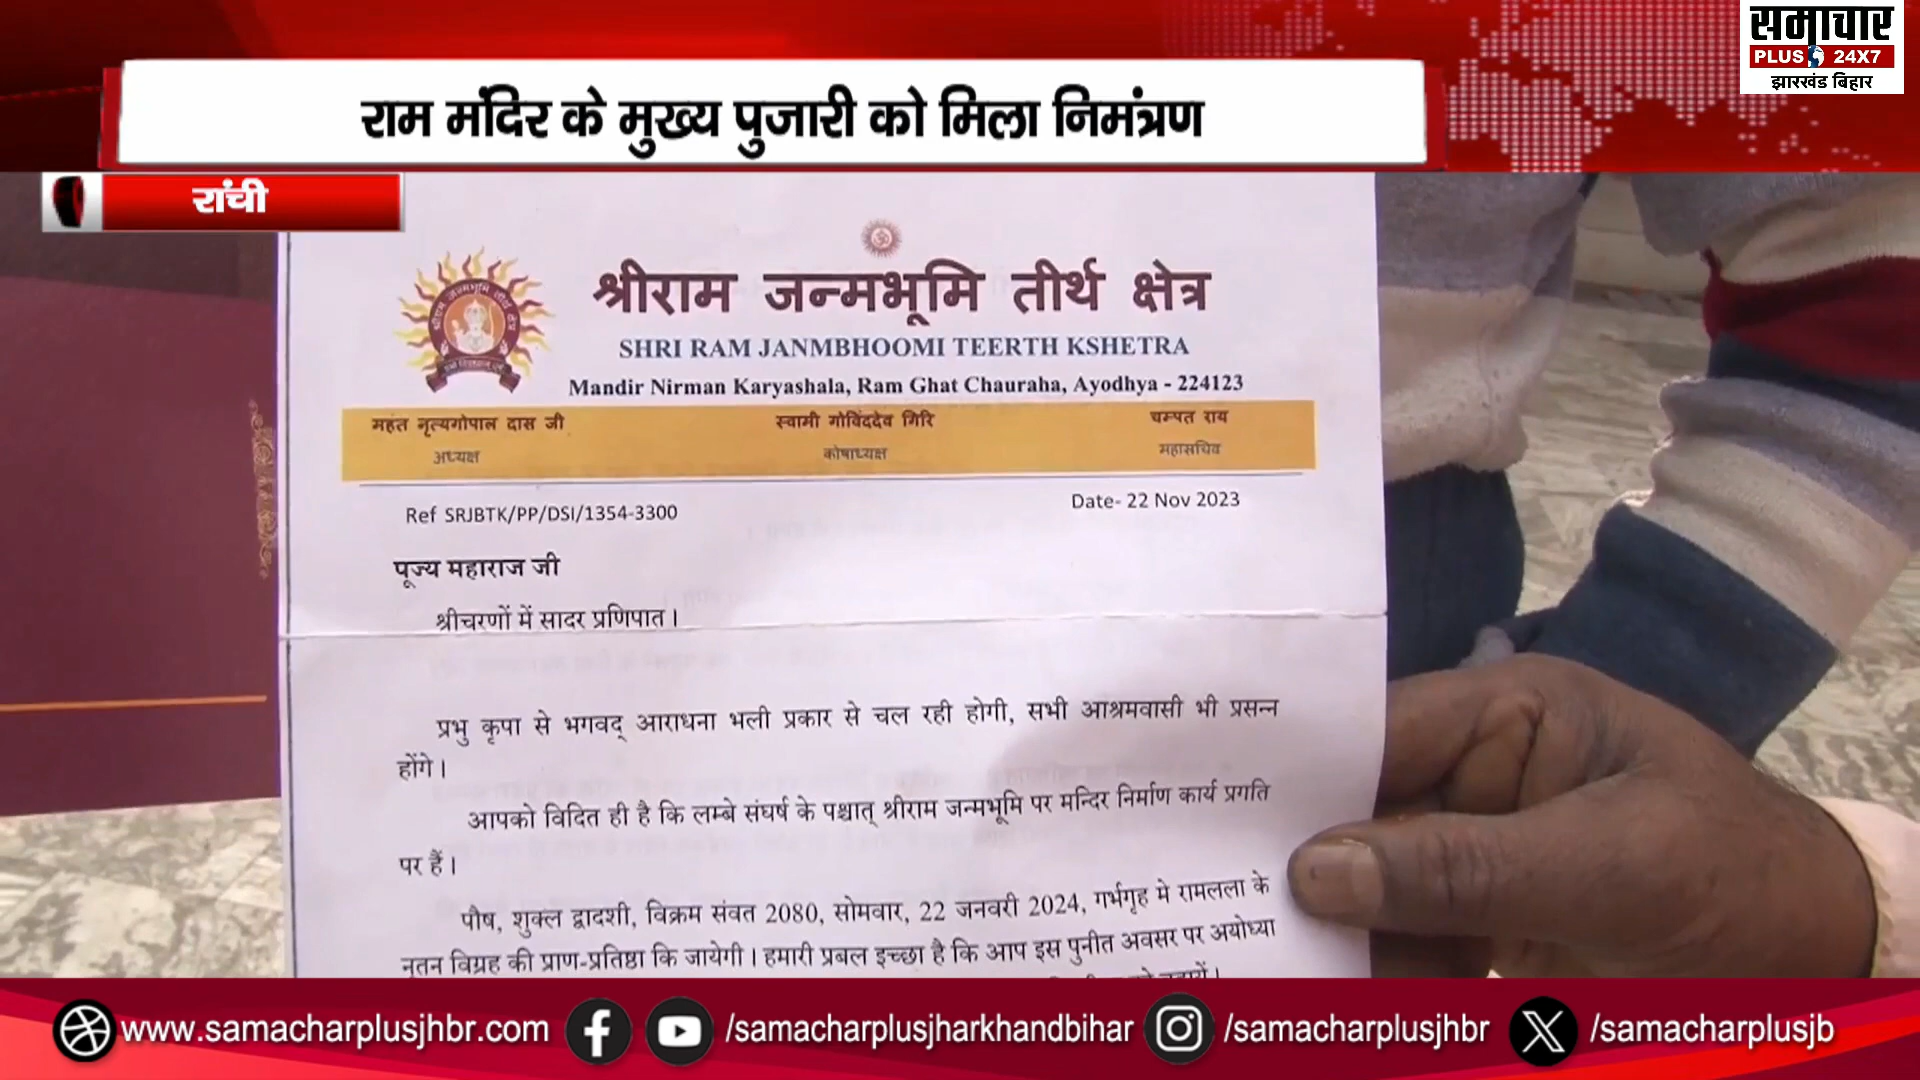 समाचार
PLUS 24X7
झारखंड बिहार
राम मंदिर के मुख्य पुजारी को मिला निमंत्रण
रांची
श्रीराम जन्मभूमि तीर्थ क्षेत्र
SHRI RAM JANMBHOOMI TEERTH KSHETRA
Mandir Nirman Karyashala, Ram Ghat Chauraha, Ayodhya - 224123
महंत नृत्यगोपाल दास जी स्वामी गोविंददेव गिरि चम्पत राय
अध्यक्ष कोषाध्यक्ष महासचिव
Ref SRJBTK/PP/DSI/1354-3300 Date- 22 Nov 2023
पूज्य महाराज जी
श्रीचरणों में सादर प्रणिपात।
प्रभु कृपा से भगवद् आराधना भली प्रकार से चल रही होगी, सभी आश्रमवासी भी प्रसन्न
होंगे।
आपको विदित ही है कि लम्बे संघर्ष के पश्चात् श्रीराम जन्मभूमि पर मन्दिर निर्माण कार्य प्रगति
पर हैं।
पौष, शुक्ल द्वादशी, विक्रम संवत 2080, सोमवार, 22 जनवरी 2024, गर्भगृह मे रामलला के
नूतन विग्रह की प्राण-प्रतिष्ठा कि जायेगी। हमारी प्रबल इच्छा है कि आप इस पुनीत अवसर पर अयोध्या
www.samacharplusjhbr.com /samacharplusjharkhandbihar /samacharplusjhbr /samacharplusjb